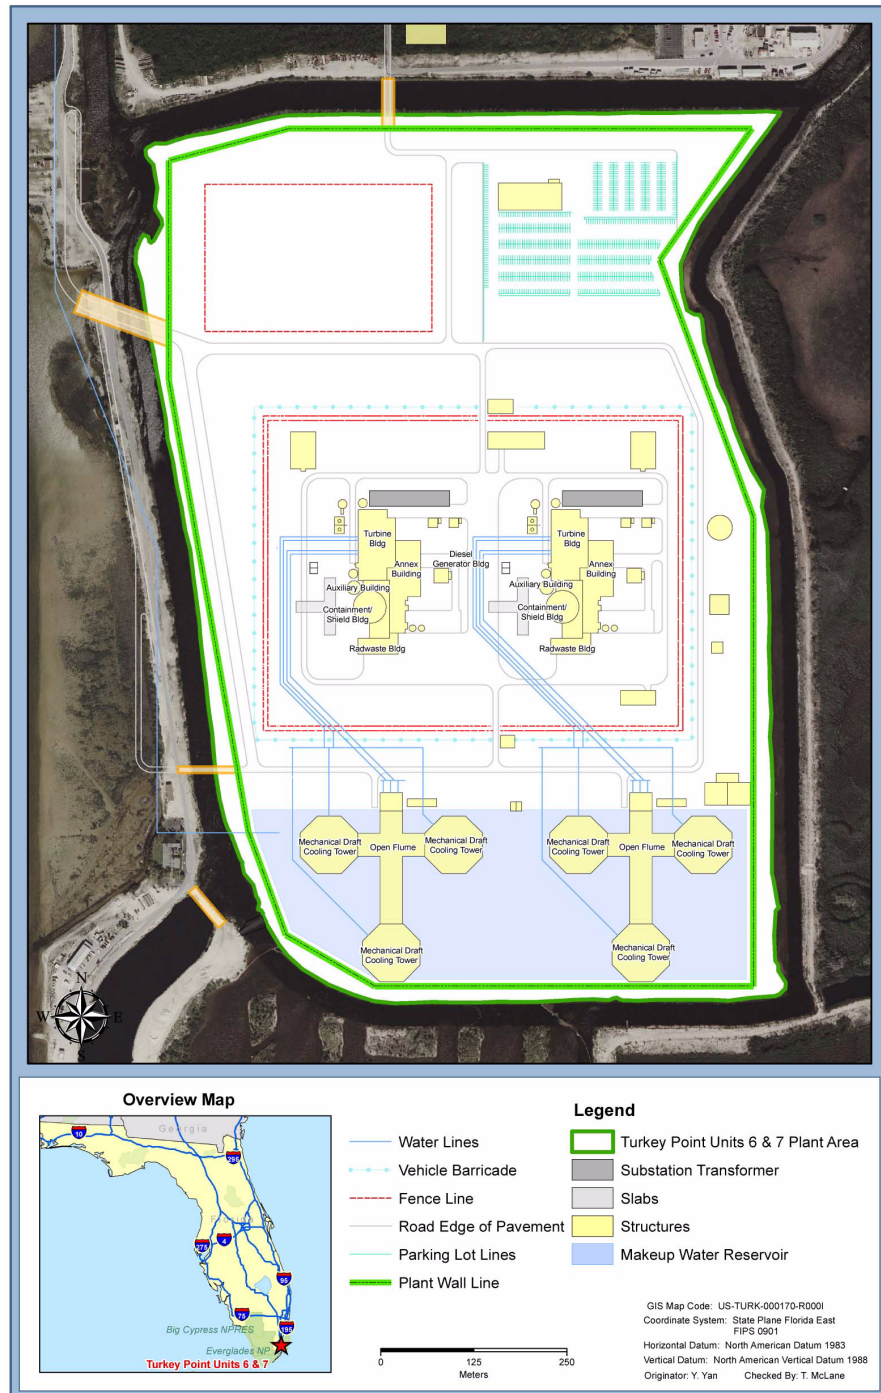 Turbine
Bldg
Annex
Building
Diesel
Generator Bldg
Auxiliary Building
Containment/
Shield Bldg
Radwaste Bldg
Turbine
Bldg
Annex
Building
Auxiliary Building
Containment/
Shield Bldg
Radwaste Bldg
Mechanical Draft
Cooling Tower
Open Flume
Mechanical Draft
Cooling Tower
Mechanical Draft
Cooling Tower
Mechanical Draft
Cooling Tower
Open Flume
Mechanical Draft
Cooling Tower
Mechanical Draft
Cooling Tower
N
W
E
S
Overview Map
Georgia
10
295
Florida
275
4
95
75
195
Big Cypress NPRES
Everglades NP
Turkey Point Units 6 & 7
Legend
Water Lines
Vehicle Barricade
Fence Line
Road Edge of Pavement
Parking Lot Lines
Plant Wall Line
Turkey Point Units 6 & 7 Plant Area
Substation Transformer
Slabs
Structures
Makeup Water Reservoir
0 125 250
Meters
GIS Map Code: US-TURK-000170-R000I
Coordinate System: State Plane Florida East
FIPS 0901
Horizontal Datum: North American Datum 1983
Vertical Datum: North American Vertical Datum 1988
Originator: Y. Yan Checked By: T. McLane